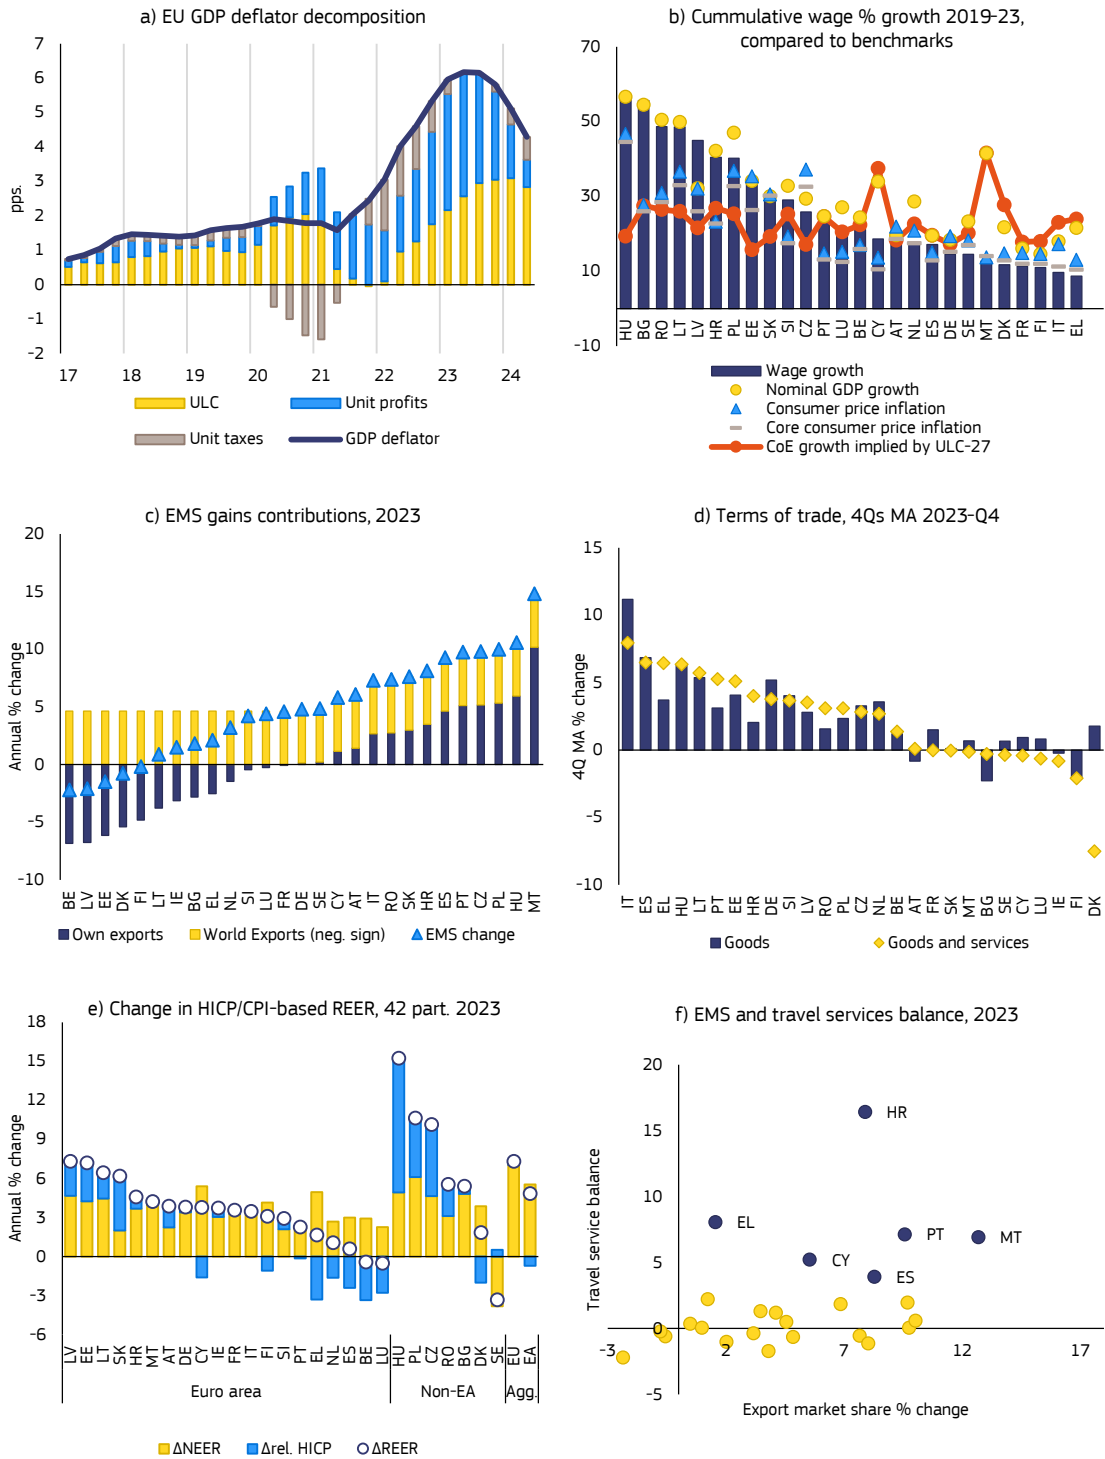 a) EU GDP deflator decomposition
7
6
5
4
3
2
1
0
-1
-2
pps.
17 18 19 20 21 22 23 24
ULC
Unit profits
Unit taxes
GDP deflator
b) Cummulative wage % growth 2019-23,
compared to benchmarks
70
50
30
10
-10
HU BG RO LT LV HR PL EE SK SI CZ PT LU BE CY AT NL ES DE SE MT DK FR FI IT EL
Wage growth
Nominal GDP growth
Consumer price inflation
Core consumer price inflation
CoE growth implied by ULC-27
c) EMS gains contributions, 2023
20
15
10
5
0
-5
-10
Annual % change
BE LV EE DK FI LT IE BG EL NL SI LU FR DE SE CY AT IT RO SK HR ES PT CZ PL HU MT
Own exports
World Exports (neg. sign)
EMS change
d) Terms of trade, 4Qs MA 2023-Q4
15
10
5
0
-5
-10
4Q MA % change
IT ES EL HU LT PT EE HR DE SI LV RO PL CZ NL BE AT FR SK MT BG SE CY LU IE FI DK
Goods
Goods and services
e) Change in HICP/CPI-based REER, 42 part. 2023
18
15
12
9
6
3
0
-3
-6
Annual % change
LV EE LT SK HR MT AT DE CY IE FR IT FI SI PT EL NL ES BE LU HU PL CZ RO BG DK SE EU EA
Euro area
Non-EA
Agg.
ΔNEER
Δrel. HICP
ΔREER
f) EMS and travel services balance, 2023
20
15
10
5
0
-5
Travel service balance
HR
EL
PT
MT
CY
ES
-3 2 7 12 17
Export market share % change